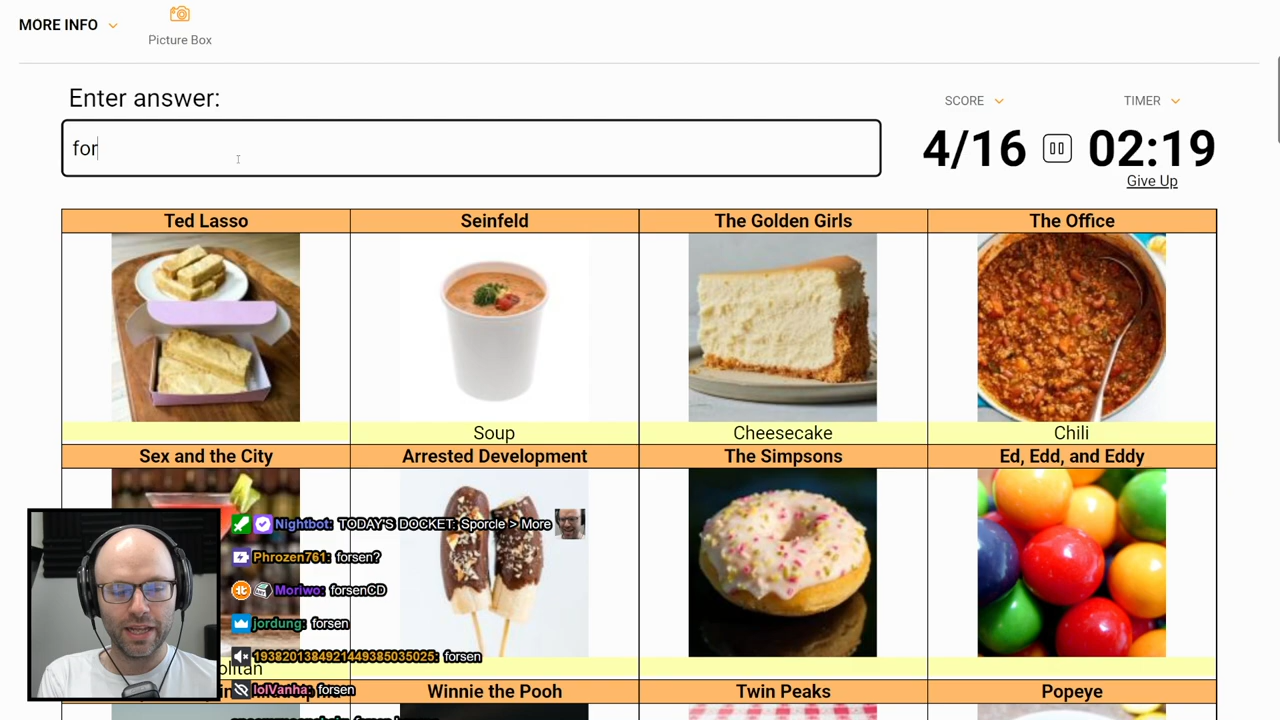 MORE INFO
Picture Box
Enter answer:
for
SCORE
TIMER
4/16
02:19
Give Up
Ted Lasso
Seinfeld
The Golden Girls
The Office
Soup
Cheesecake
Chili
Sex and the City
Arrested Development
The Simpsons
Ed, Edd, and Eddy
Nightbot: TODAY'S DOCKET: Sporcle > More
Phrozen761: forsen?
Moriwo: forsenCD
jordung: forsen
1938201384921449385035025: forsen
lolVanha: forsen
olitan
Winnie the Pooh
Twin Peaks
Popeye